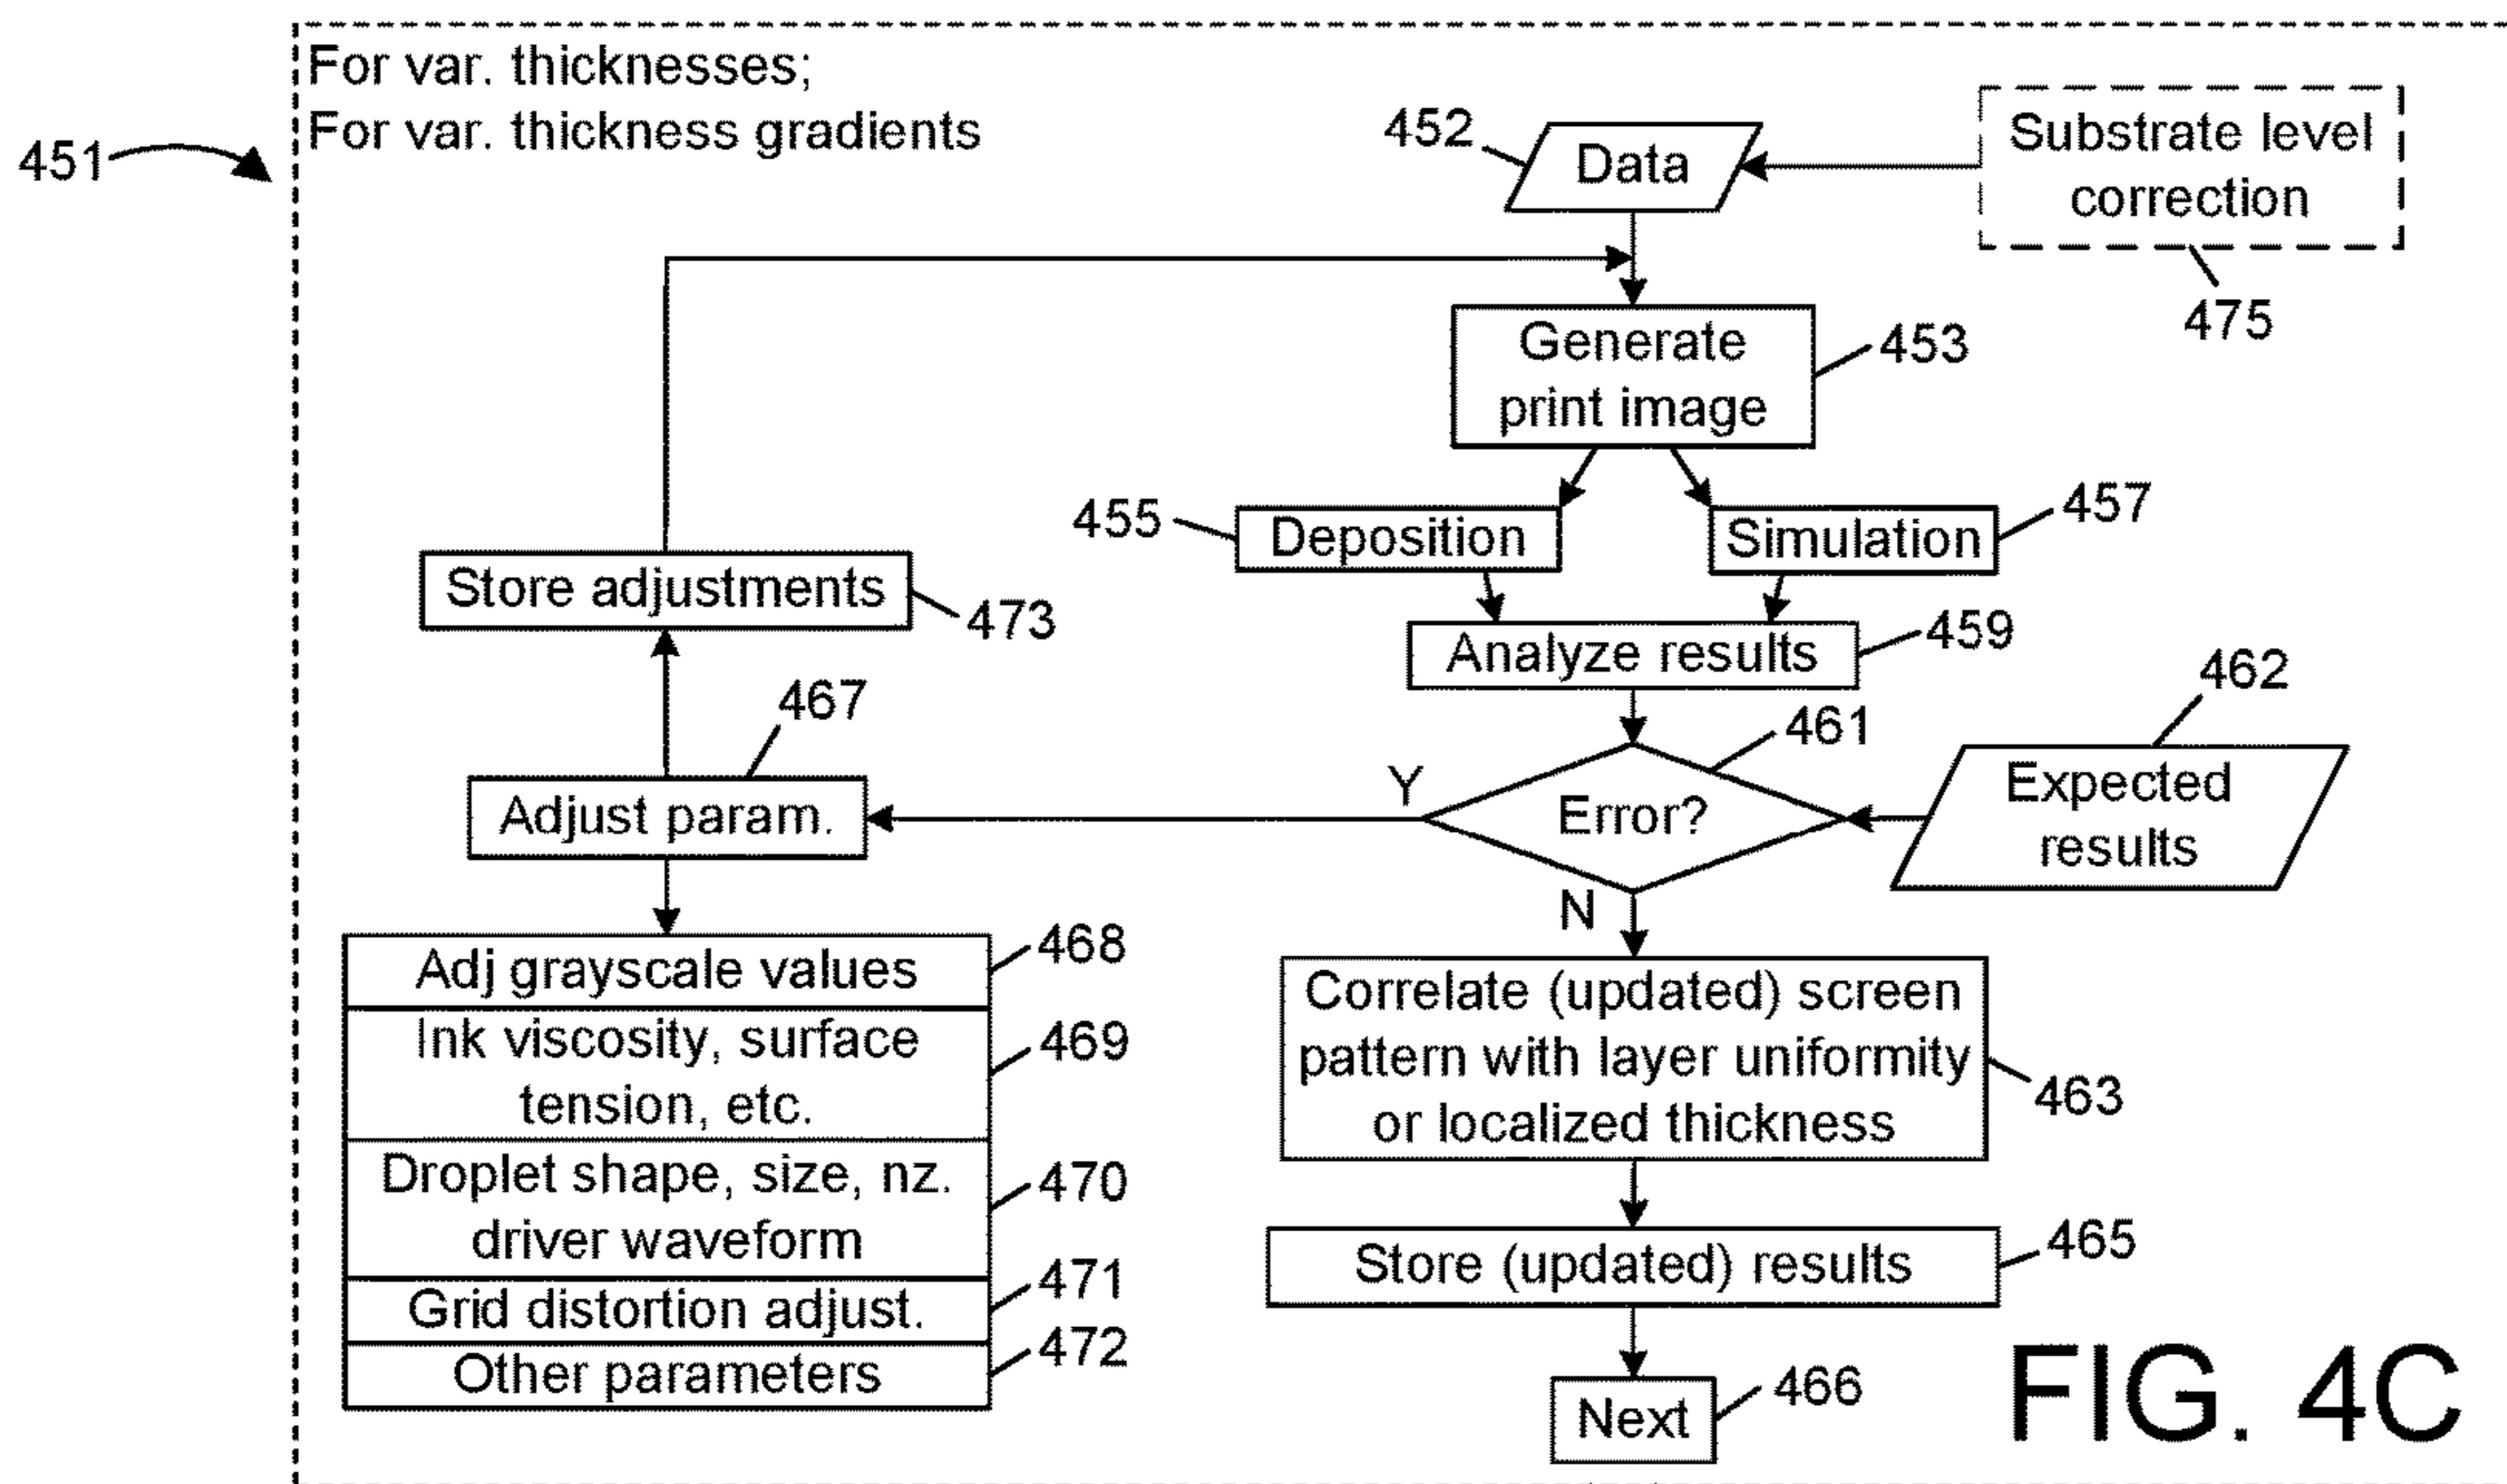 For var. thicknesses;
For var. thickness gradients
451
452
Data
Substrate level
correction
475
Generate
print image
453
455
Deposition
Simulation
457
Store adjustments
473
Analyze results
459
467
461
462
Adjust param.
Y
Error?
Expected
results
N
Adj grayscale values
468
Ink viscosity, surface
tension, etc.
469
Droplet shape, size, nz.
driver waveform
470
Grid distortion adjust.
471
Other parameters
472
Correlate (updated) screen
pattern with layer uniformity
or localized thickness
463
Store (updated) results
465
Next
466
FIG. 4C